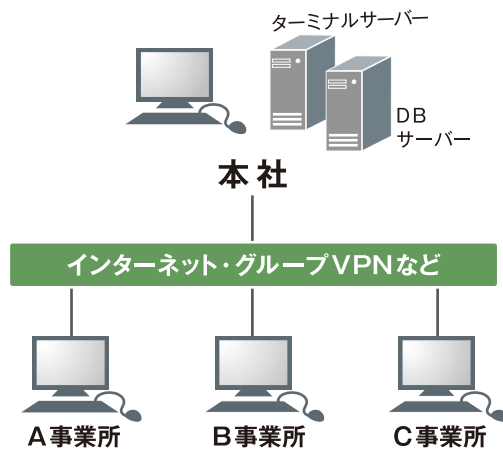 ターミナルサーバー
DB
サーバー
本社
インターネット・グループVPNなど
A事業所
B事業所
C事業所